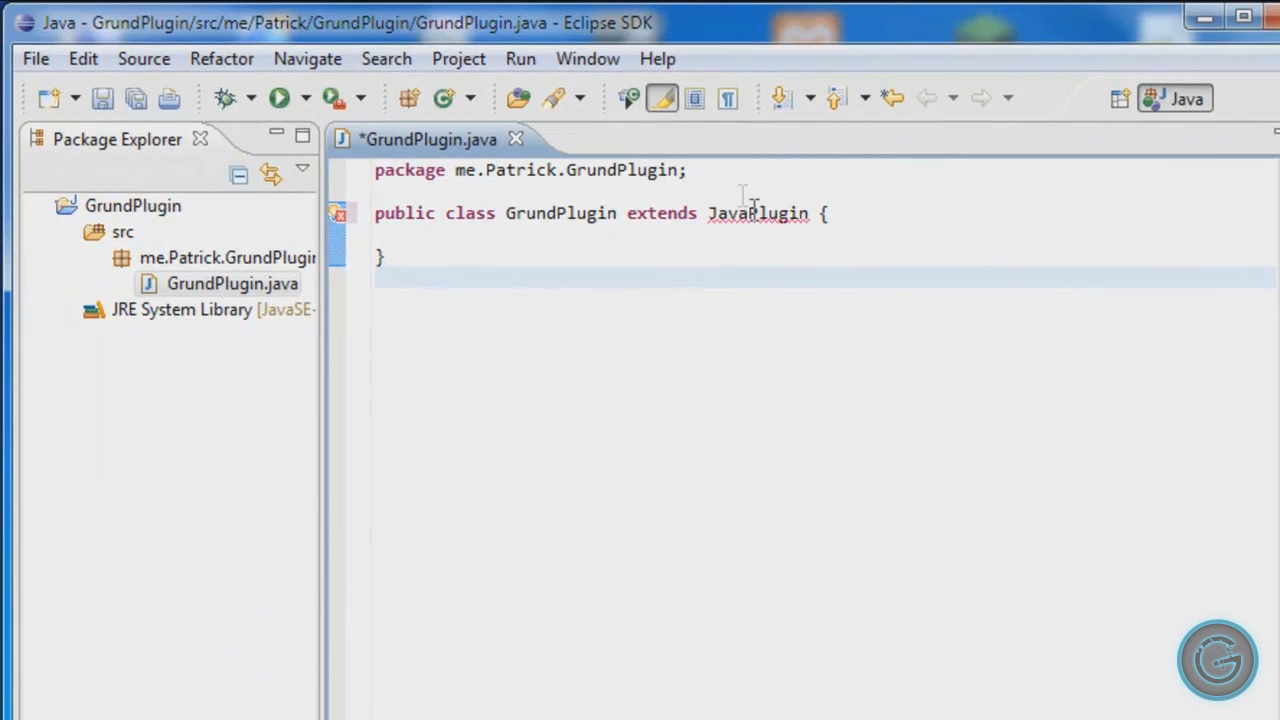 Java - GrundPlugin/src/me/Patrick/GrundPlugin/GrundPlugin.java - Eclipse SDK
File Edit Source Refactor Navigate Search Project Run Window Help
Java
Package Explorer
*GrundPlugin.java
GrundPlugin
src
me.Patrick.GrundPlugin
GrundPlugin.java
JRE System Library [JavaSE-
package me.Patrick.GrundPlugin;
public class GrundPlugin extends JavaPlugin {
}
G